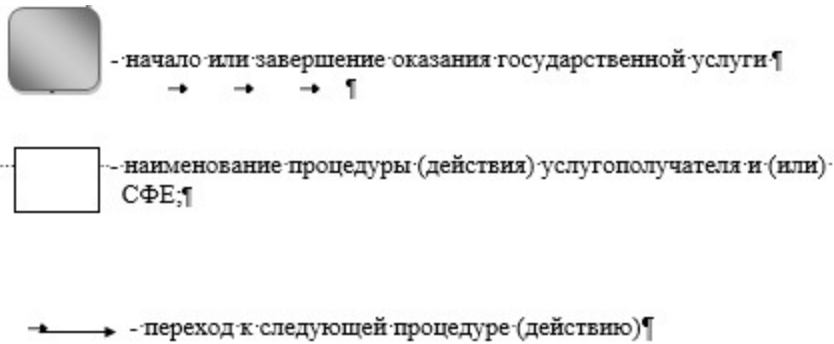 - начало или завершение оказания государственной услуги¶
→ → → ¶
- наименование процедуры (действия) услугополучателя и (или)
СФЕ;¶
- переход к следующей процедуре (действию)¶